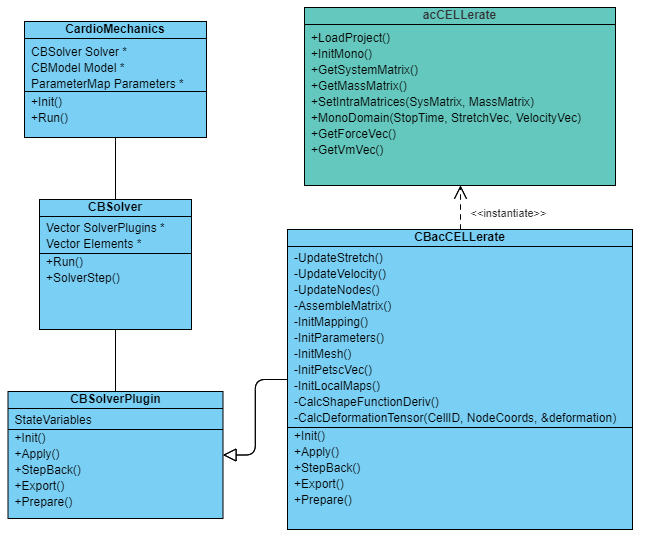 CardioMechanics
CBSolver Solver *
CBModel Model *
ParameterMap Parameters *
+Init()
+Run()
CBSolver
Vector SolverPlugins *
Vector Elements *
+Run()
+SolverStep()
CBSolverPlugin
StateVariables
+Init()
+Apply()
+StepBack()
+Export()
+Prepare()
acCELLerate
+LoadProject()
+InitMono()
+GetSystemMatrix()
+GetMassMatrix()
+SetIntraMatrices(SysMatrix, MassMatrix)
+MonoDomain(StopTime, StretchVec, VelocityVec)
+GetForceVec()
+GetVmVec()
<<instantiate>>
CBacCELLerate
-UpdateStretch()
-UpdateVelocity()
-UpdateNodes()
-AssembleMatrix()
-InitMapping()
-InitParameters()
-InitMesh()
-InitPetscVec()
-InitLocalMaps()
-CalcShapeFunctionDeriv()
-CalcDeformationTensor(CellID, NodeCoords, &deformation)
+Init()
+Apply()
+StepBack()
+Export()
+Prepare()